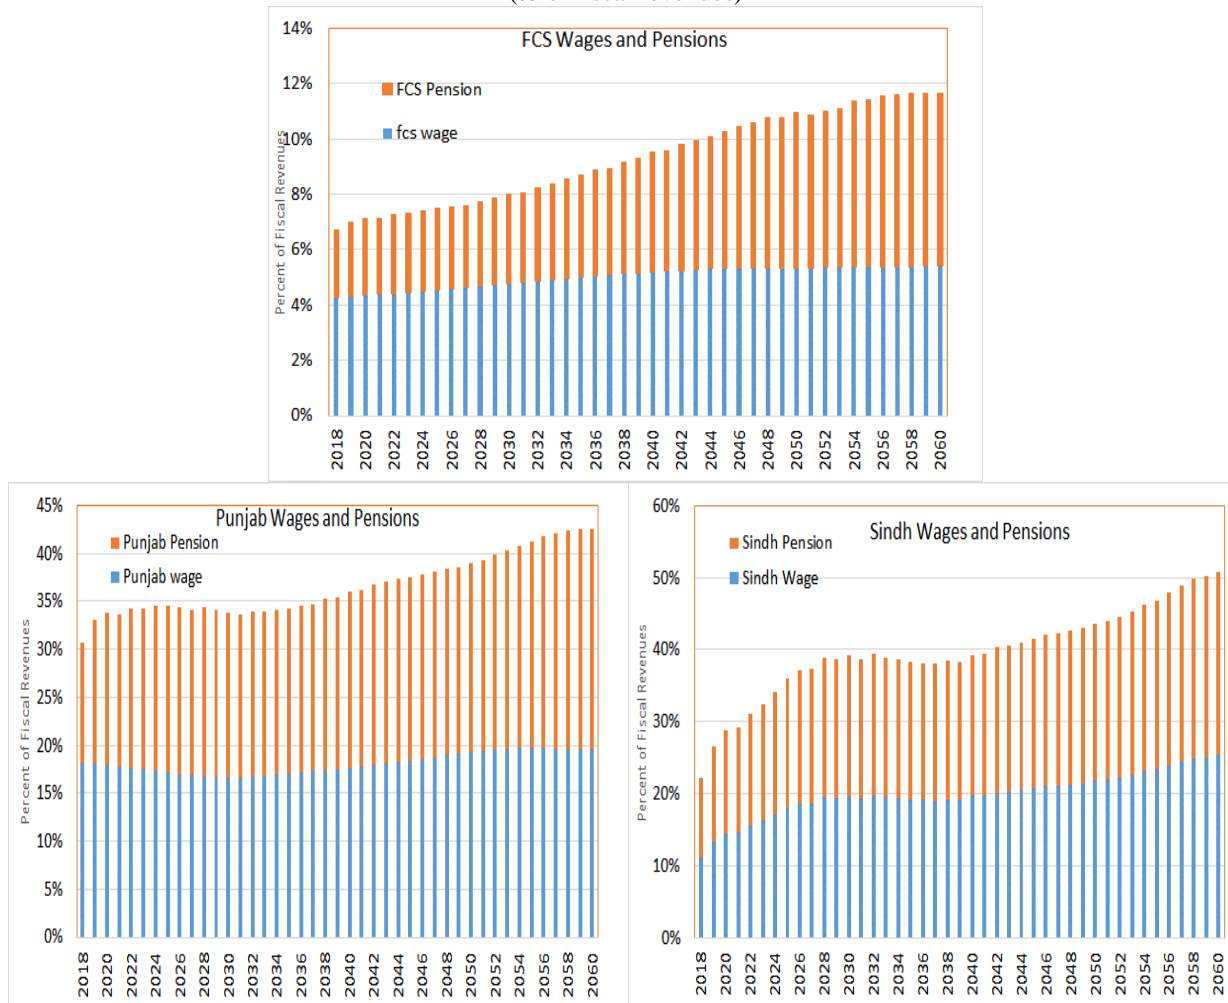 FCS Wages and Pensions
14%
12%
10%
8%
6%
4%
2%
0%
Percent of Fiscal Revenues
FCS Pension
fcs wage
2018 2020 2022 2024 2026 2028 2030 2032 2034 2036 2038 2040 2042 2044 2046 2048 2050 2052 2054 2056 2058 2060
Punjab Wages and Pensions
45%
40%
35%
30%
25%
20%
15%
10%
5%
0%
Percent of Fiscal Revenues
Punjab Pension
Punjab wage
2018 2020 2022 2024 2026 2028 2030 2032 2034 2036 2038 2040 2042 2044 2046 2048 2050 2052 2054 2056 2058 2060
Sindh Wages and Pensions
60%
50%
40%
30%
20%
10%
0%
Percent of Fiscal Revenues
Sindh Pension
Sindh Wage
2018 2020 2022 2024 2026 2028 2030 2032 2034 2036 2038 2040 2042 2044 2046 2048 2050 2052 2054 2056 2058 2060